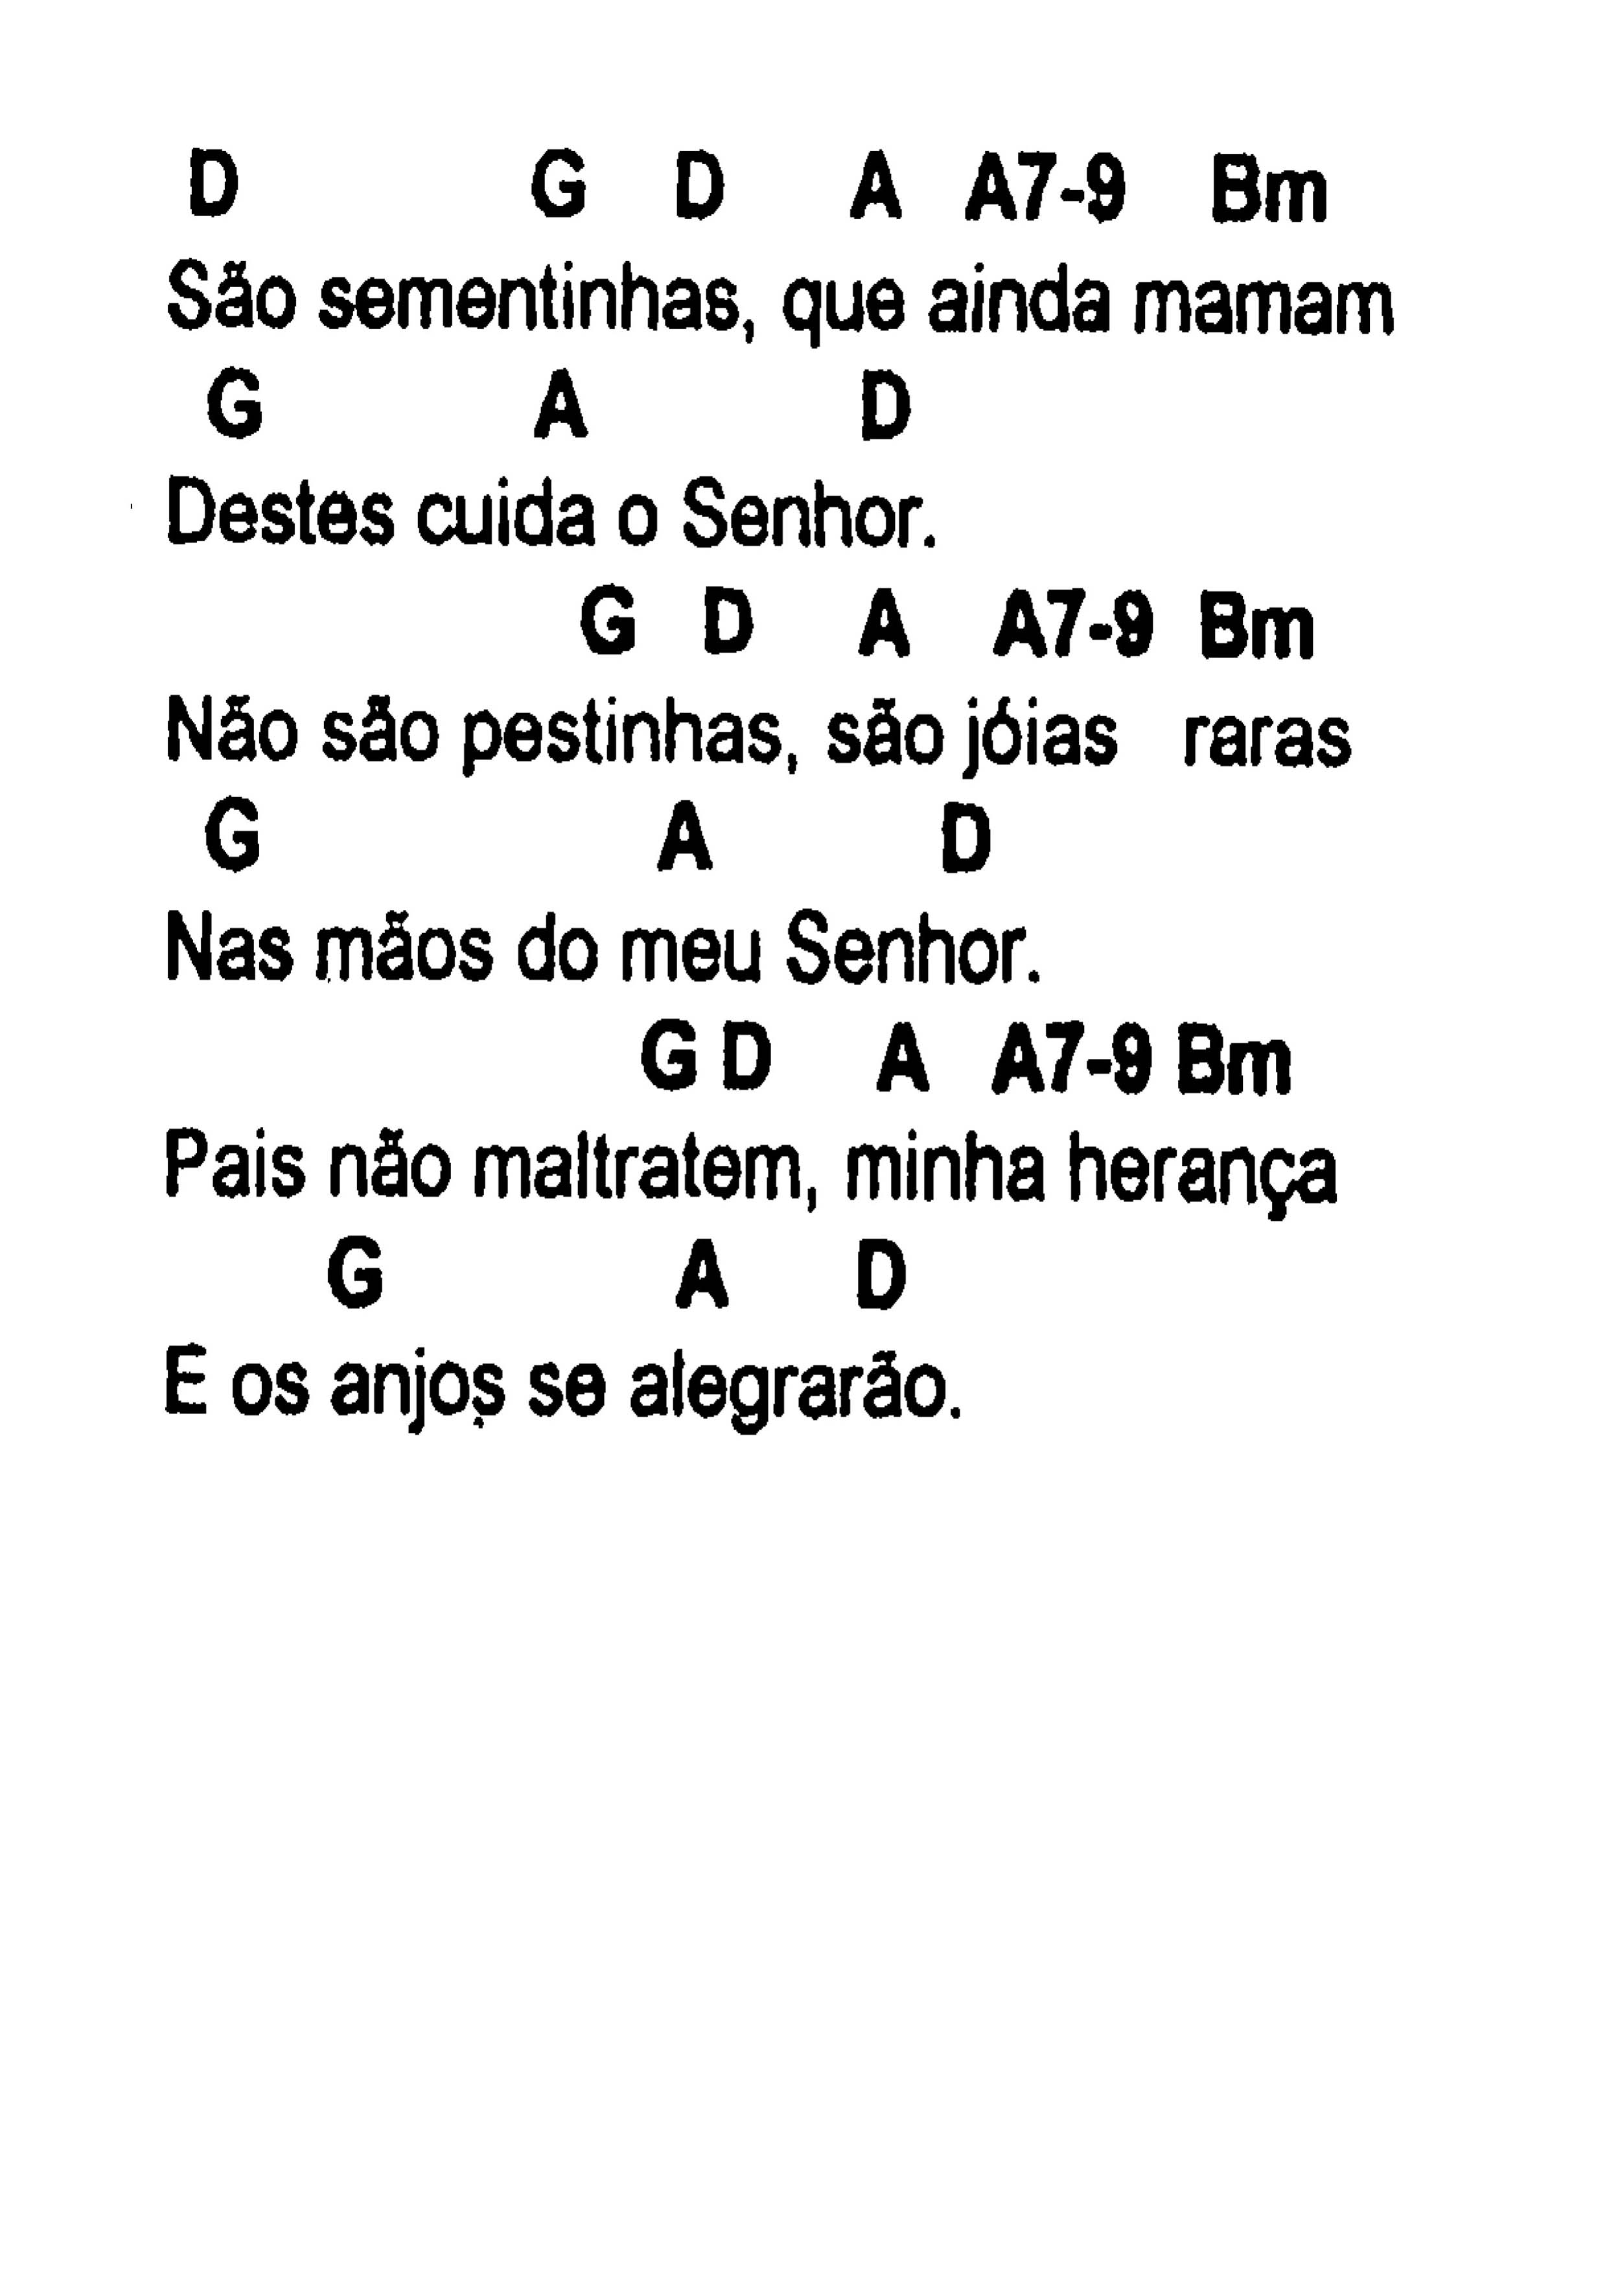 D G D A A7-9 Bm
São sementinhas, que ainda mamam
G A D
Destes cuida o Senhor.
G D A A7-9 Bm
Não são pestinhas, são jóias raras
G A D
Nas mãos do meu Senhor.
G D A A7-9 Bm
Pais não maltratem, minha herança
G A D
E os anjos se alegrarão.